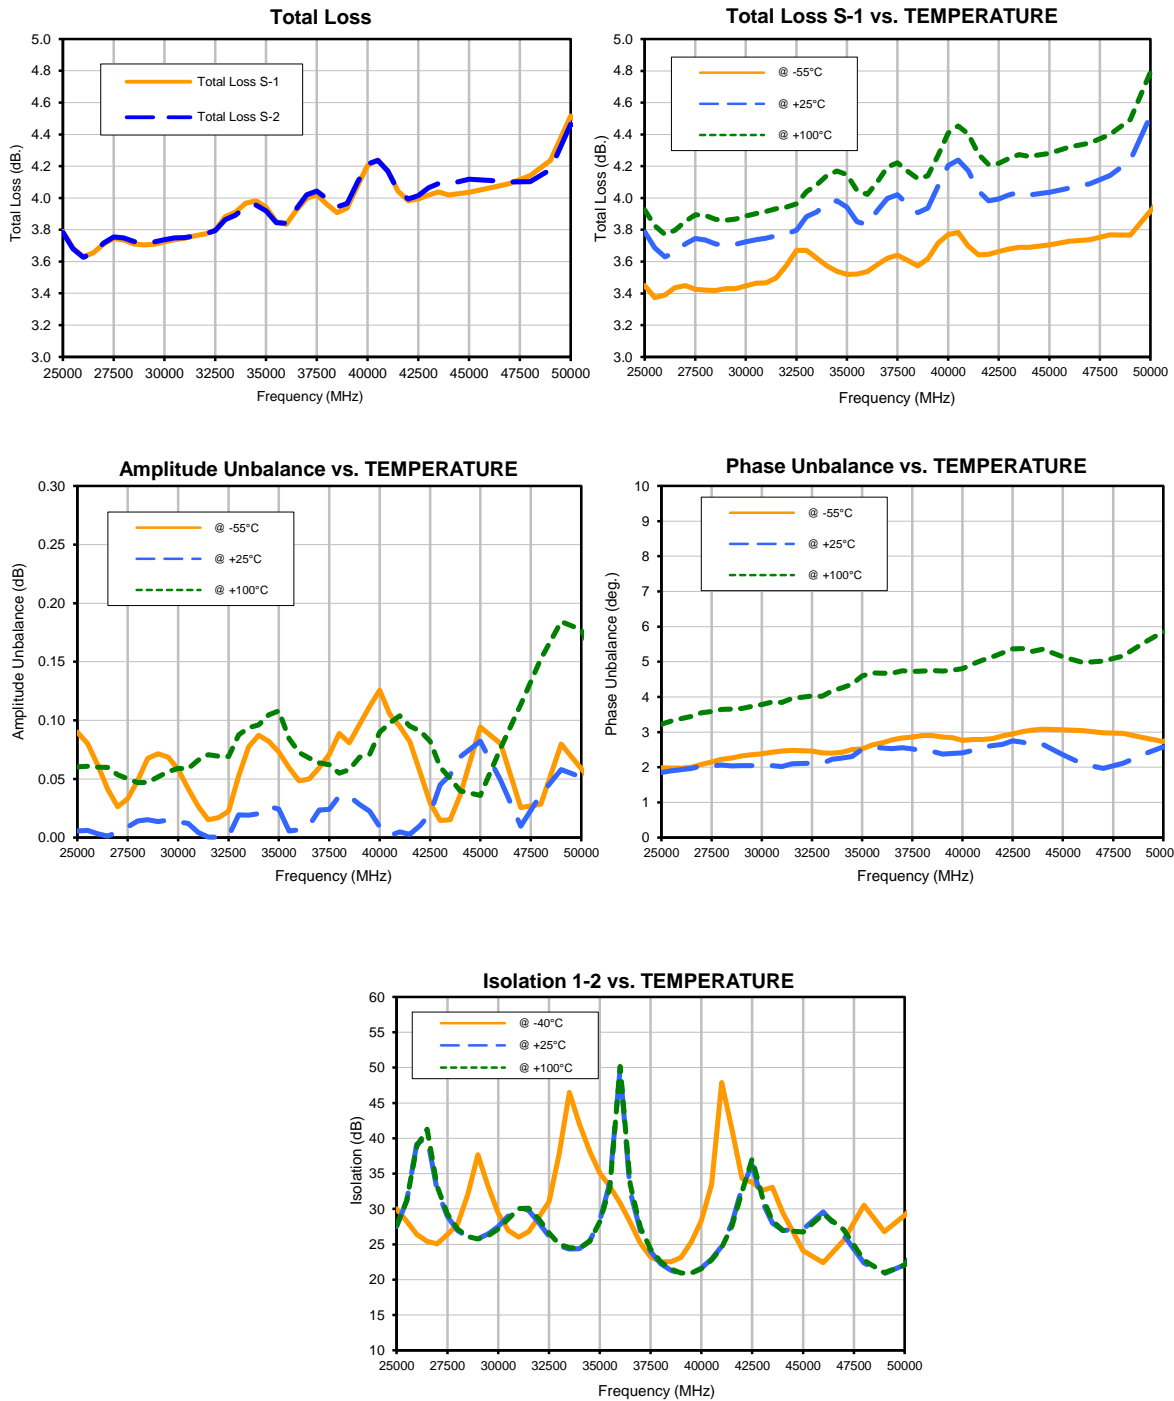 Total Loss
5.0
4.8
4.6
4.4
4.2
4.0
3.8
3.6
3.4
3.2
3.0
Total Loss (dB.)
Total Loss S-1
Total Loss S-2
25000 27500 30000 32500 35000 37500 40000 42500 45000 47500 50000
Frequency (MHz)
Total Loss S-1 vs. TEMPERATURE
5.0
4.8
4.6
4.4
4.2
4.0
3.8
3.6
3.4
3.2
3.0
Total Loss (dB.)
@ -55°C
@ +25°C
@ +100°C
25000 27500 30000 32500 35000 37500 40000 42500 45000 47500 50000
Frequency (MHz)
Amplitude Unbalance vs. TEMPERATURE
0.30
0.25
0.20
0.15
0.10
0.05
0.00
Amplitude Unbalance (dB)
@ -55°C
@ +25°C
@ +100°C
25000 27500 30000 32500 35000 37500 40000 42500 45000 47500 50000
Frequency (MHz)
Phase Unbalance vs. TEMPERATURE
10
9
8
7
6
5
4
3
2
1
0
Phase Unbalance (deg.)
@ -55°C
@ +25°C
@ +100°C
25000 27500 30000 32500 35000 37500 40000 42500 45000 47500 50000
Frequency (MHz)
Isolation 1-2 vs. TEMPERATURE
60
55
50
45
40
35
30
25
20
15
10
Isolation (dB)
@ -40°C
@ +25°C
@ +100°C
25000 27500 30000 32500 35000 37500 40000 42500 45000 47500 50000
Frequency (MHz)